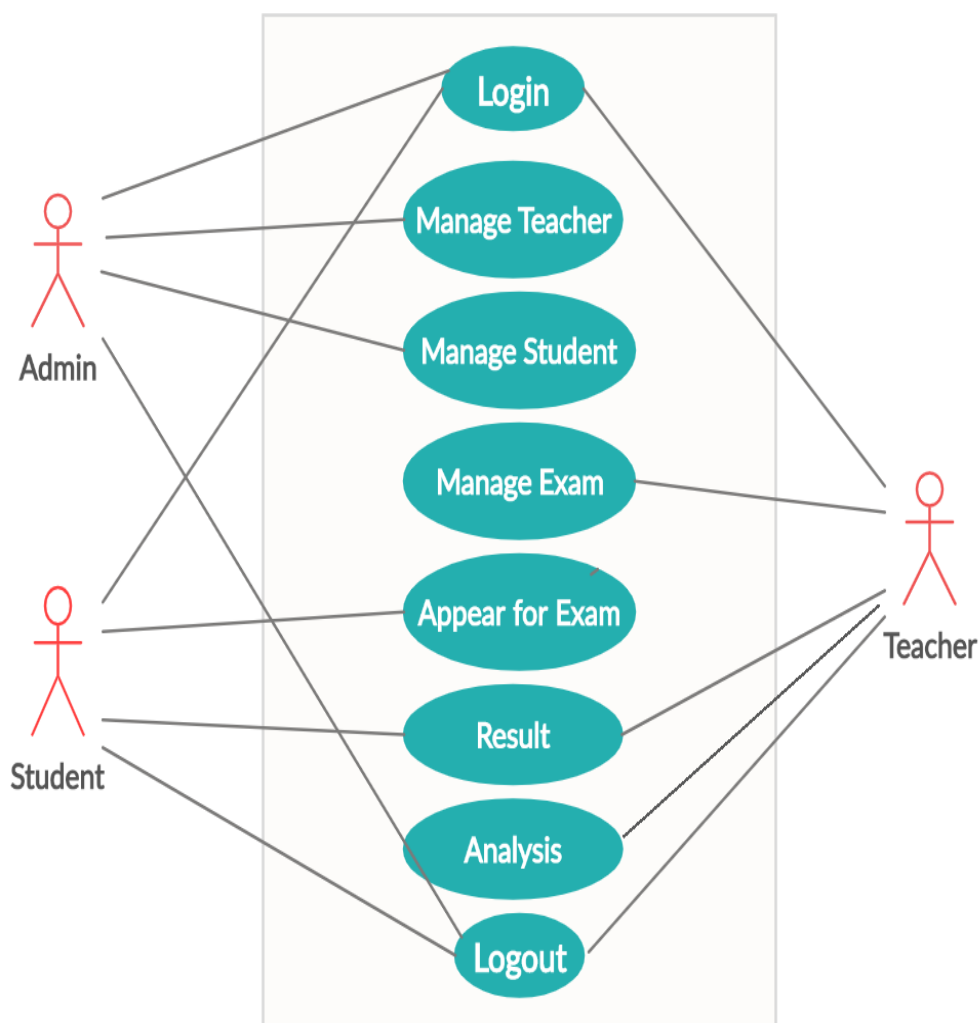 Login
Manage Teacher
Manage Student
Admin
Manage Exam
Appear for Exam
Teacher
Result
Student
Analysis
Logout